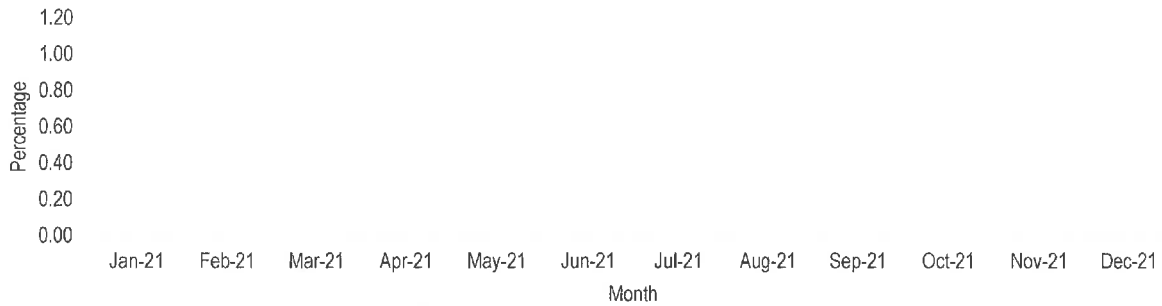 1.20
1.00
0.80
0.60
0.40
0.20
0.00
Percentage
Jan-21 Feb-21 Mar-21 Apr-21 May-21 Jun-21 Jul-21 Aug-21 Sep-21 Oct-21 Nov-21 Dec-21
Month